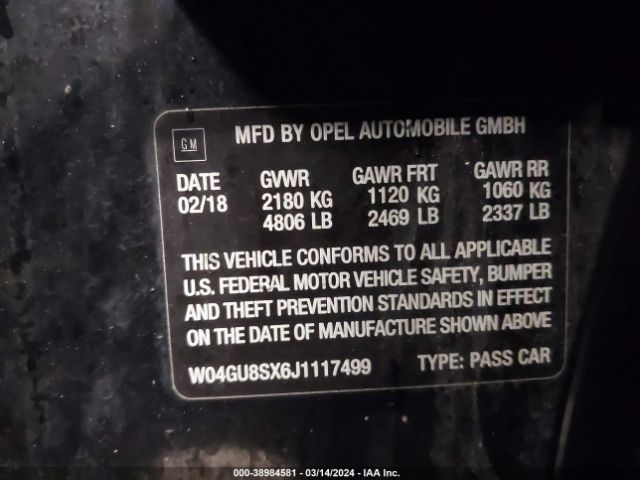 GM
MFD BY OPEL AUTOMOBILE GMBH
DATE GVWR GAWR FRT GAWR RR
02/18 2180 KG 1120 KG 1060 KG
4806 LB 2469 LB 2337 LB
THIS VEHICLE CONFORMS TO ALL APPLICABLE
U.S. FEDERAL MOTOR VEHICLE SAFETY, BUMPER
AND THEFT PREVENTION STANDARDS IN EFFECT
ON THE DATE OF MANUFACTURE SHOWN ABOVE
W04GU8SX6J1117499 TYPE: PASS CAR
000-38984581 - 03/14/2024 - IAA Inc.